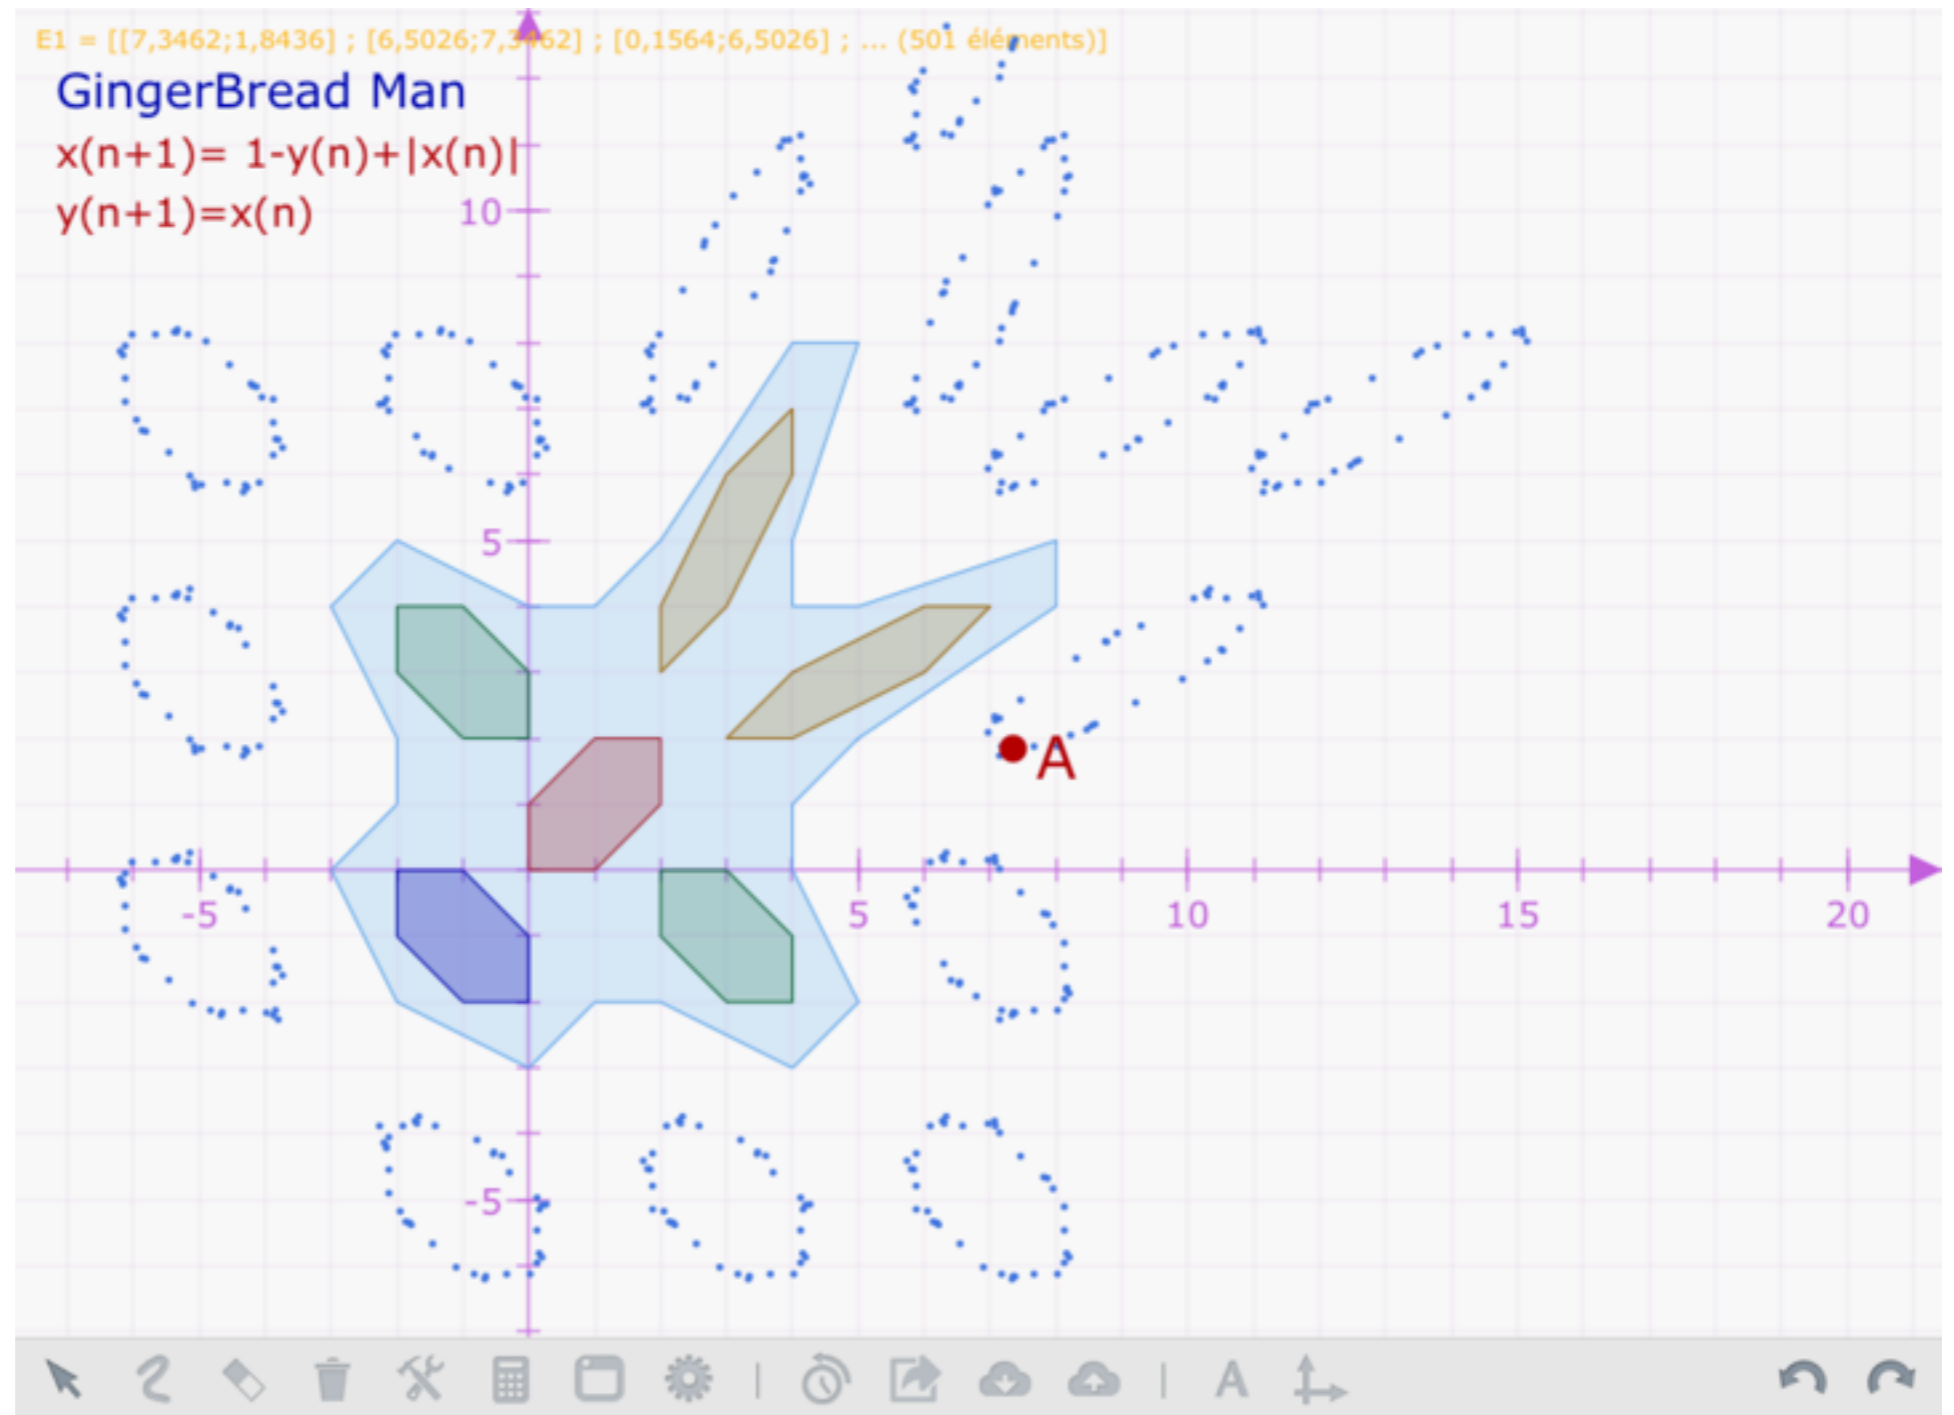 E1 = [[7,3462;1,8436] ; [6,5026;7,3462] ; [0,1564;6,5026] ; ... (501 éléments)]
GingerBread Man
x(n+1)= 1-y(n)+|x(n)|
y(n+1)=x(n)
10
5
A
-5
5
10
15
20
-5
A